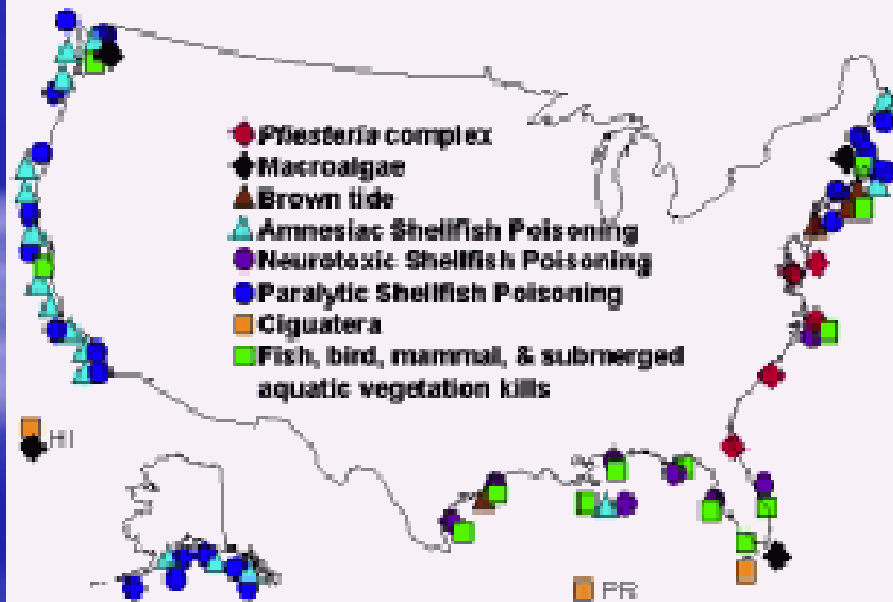 Pfiesteria complex
Macroalgae
Brown tide
Amnesiac Shellfish Poisoning
Neurotoxic Shellfish Poisoning
Paralytic Shellfish Poisoning
Ciguatera
Fish, bird, mammal, & submerged
aquatic vegetation kills
HI
PR